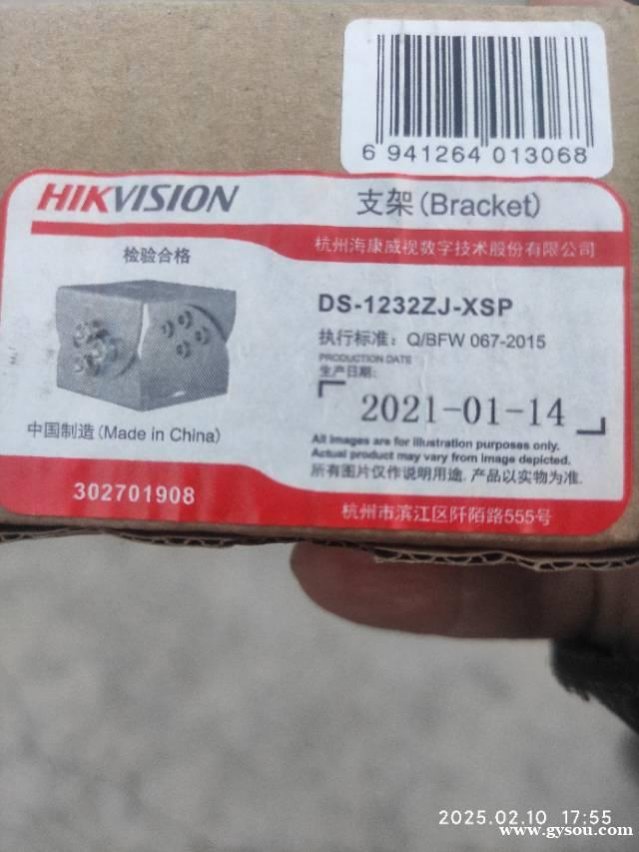 6 941264 013068
HIKVISION
支架(Bracket)
检验合格
杭州海康威视数字技术股份有限公司
DS-1232ZJ-XSP
执行标准：Q/BFW 067-2015
PRODUCTION DATE
生产日期:
2021-01-14
中国制造(Made in China)
All images are for illustration purposes only.
Actual product may vary from image depicted.
所有图片仅作说明用途, 产品以实物为准.
302701908
杭州市滨江区阡陌路555号
2025.02.10 17:55
www.gysou.com